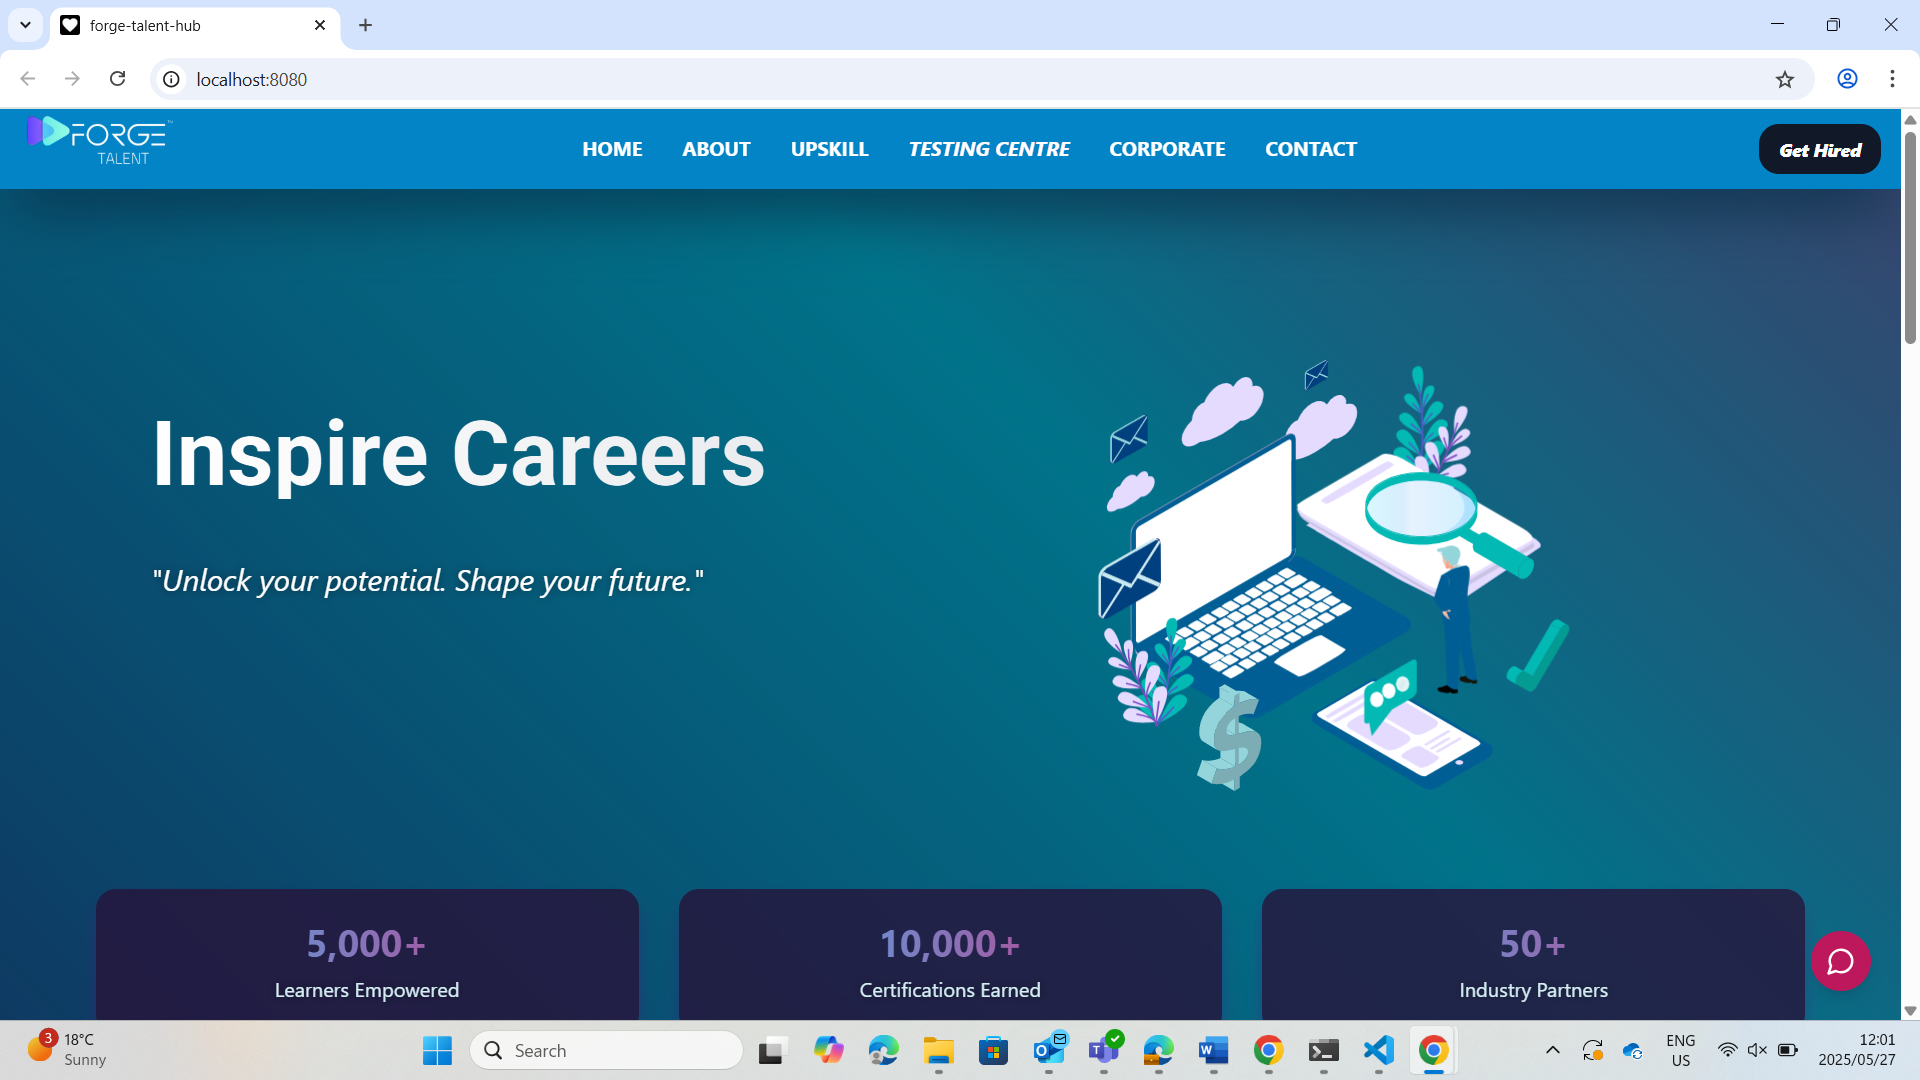 forge-talent-hub
localhost:8080
FORGE
TALENT
HOME
ABOUT
UPSKILL
TESTING CENTRE
CORPORATE
CONTACT
Get Hired
Inspire Careers
"Unlock your potential. Shape your future."
5,000+
Learners Empowered
10,000+
Certifications Earned
50+
Industry Partners
3
18°C
Sunny
Search
ENG
US
12:01
2025/05/27